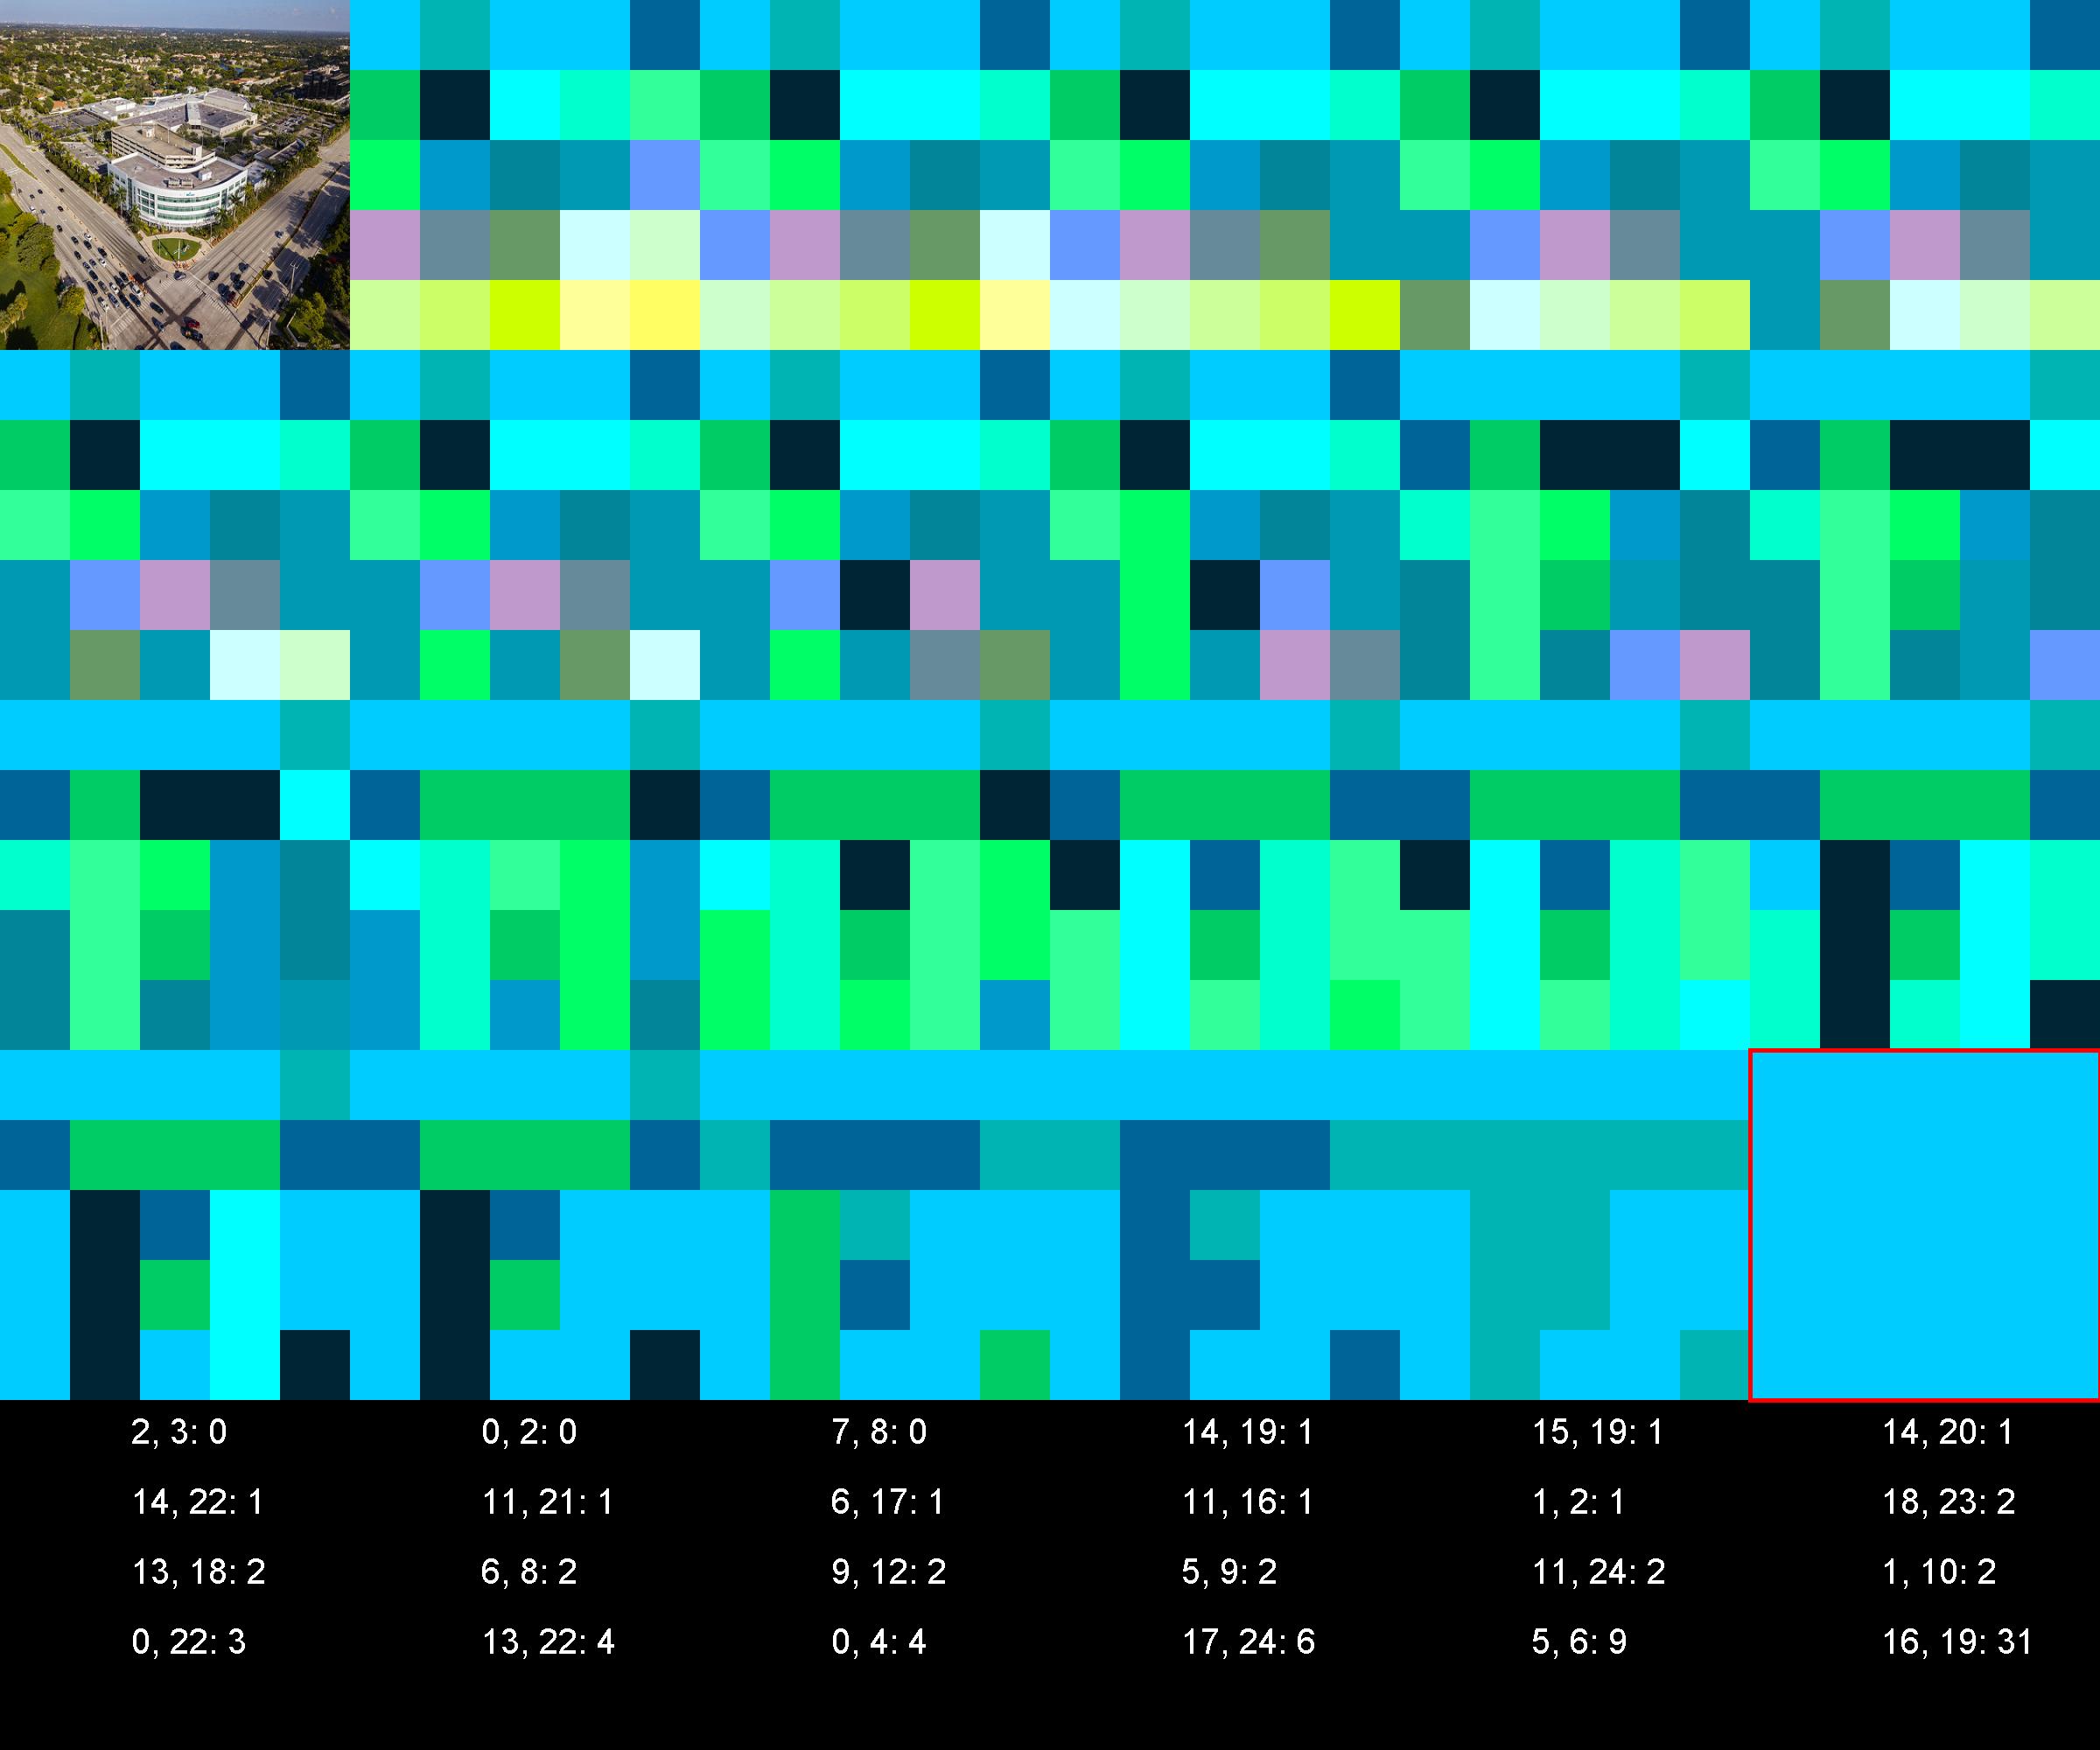 2, 3: 0 0, 2: 0 7, 8: 0 14, 19: 1 15, 19: 1 14, 20: 1
14, 22: 1 11, 21: 1 6, 17: 1 11, 16: 1 1, 2: 1 18, 23: 2
13, 18: 2 6, 8: 2 9, 12: 2 5, 9: 2 11, 24: 2 1, 10: 2
0, 22: 3 13, 22: 4 0, 4: 4 17, 24: 6 5, 6: 9 16, 19: 31